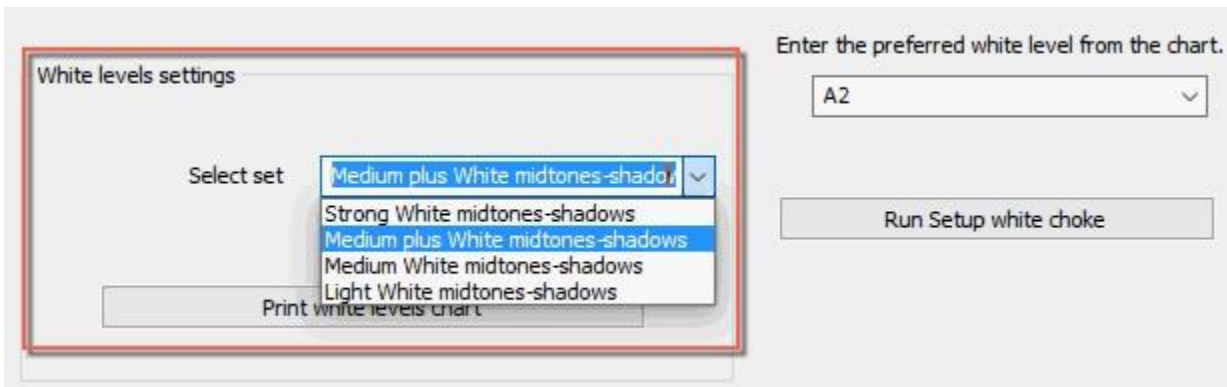 Enter the preferred white level from the chart.
White levels settings
A2
Select set
Medium plus White midtones-shadow
Strong White midtones-shadows
Medium plus White midtones-shadows
Run Setup white choke
Medium White midtones-shadows
Light White midtones-shadows
Print white levels chart